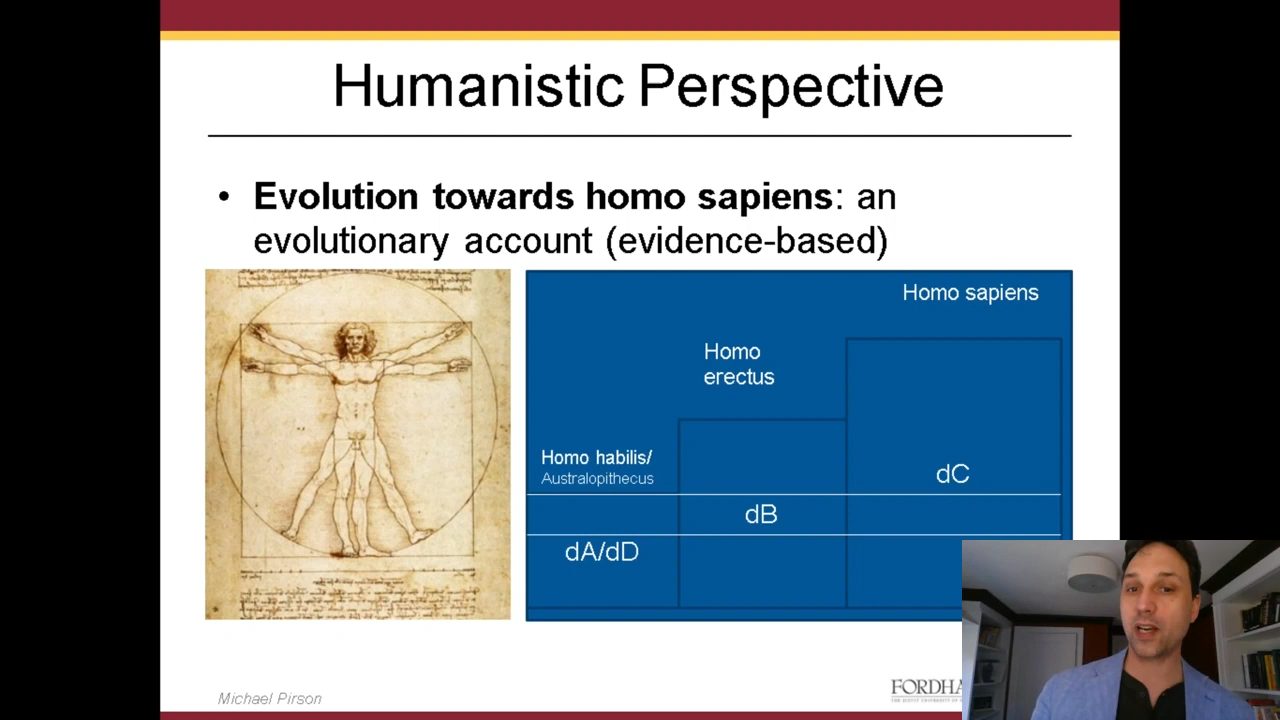 Humanistic Perspective
• Evolution towards homo sapiens: an
evolutionary account (evidence-based)
Homo sapiens
Homo
erectus
Homo habilis/
Australopithecus
dC
dB
dA/dD
Michael Pirson
FORDHA